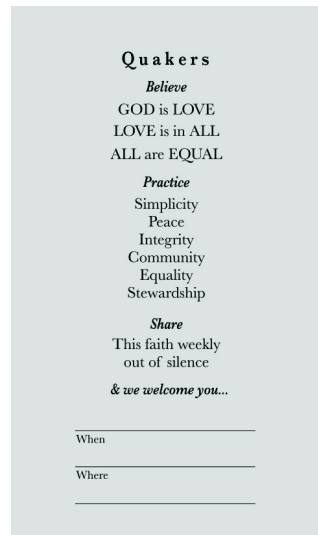 Quakers
Believe
GOD is LOVE
LOVE is in ALL
ALL are EQUAL
Practice
Simplicity
Peace
Integrity
Community
Equality
Stewardship
Share
This faith weekly
out of silence
& we welcome you...
When
Where